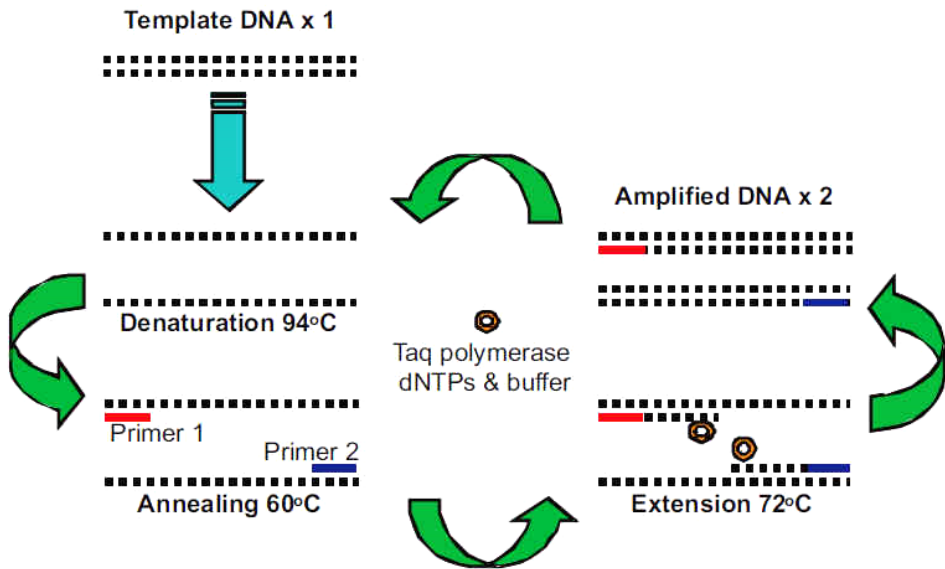 Template DNA x 1
Amplified DNA x 2
Denaturation 94ºC
Taq polymerase
dNTPs & buffer
Primer 1
Primer 2
Annealing 60ºC
Extension 72ºC